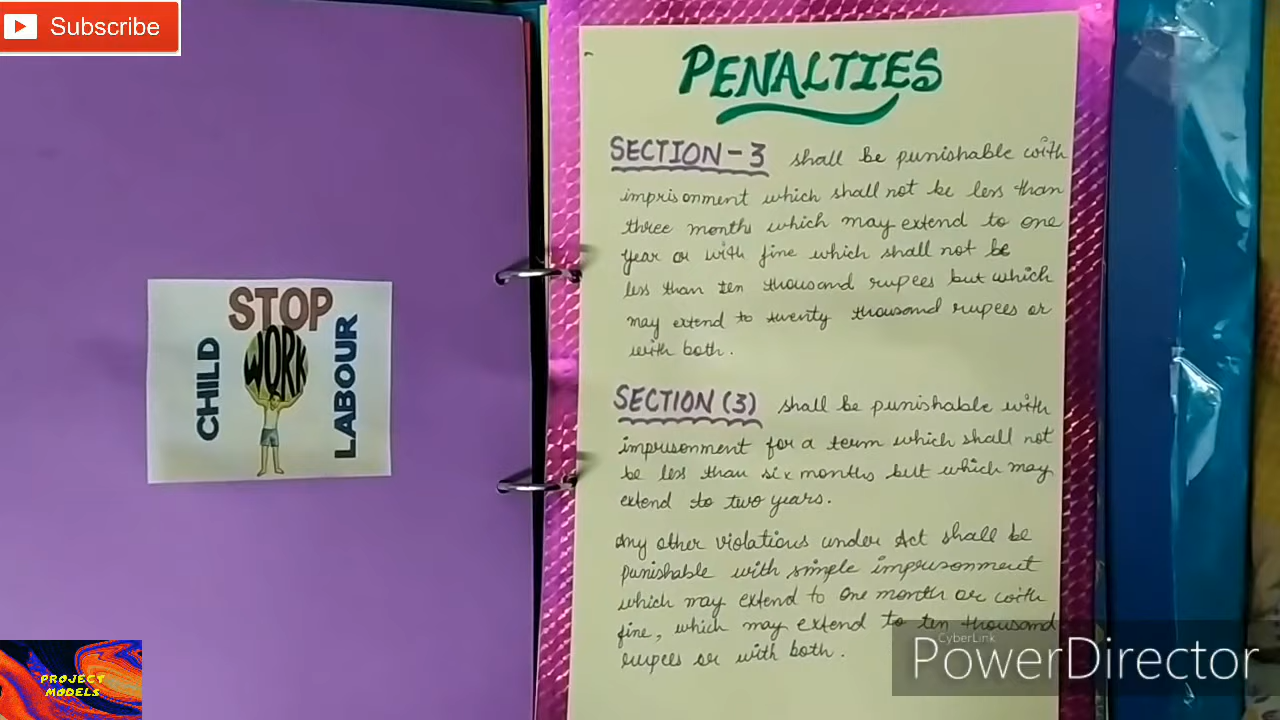 Subscribe
STOP
WORK
CHILD
LABOUR
PENALTIES
SECTION-3 shall be punishable with
imprisonment which shall not be less than
three months which may extend to one
year or with fine which shall not be
less than ten thousand rupees but which
may extend to twenty thousand rupees or
with both.
SECTION (3) shall be punishable with
imprisonment for a term which shall not
be less than six months but which may
extend to two years.
Any other violations under Act shall be
punishable with simple imprisonment
which may extend to one month or with
fine, which may extend to ten thousand
rupees or with both.
CyberLink
PowerDirector
PROJECT
MODELS